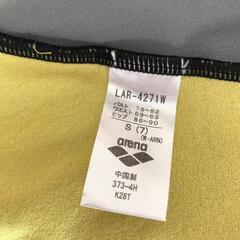 LAR-4271W
バスト 78~82
ウエスト 59~63
ヒップ 86~90
S (7)
(M-ARN)
arena
中国製
373-4H
K28T